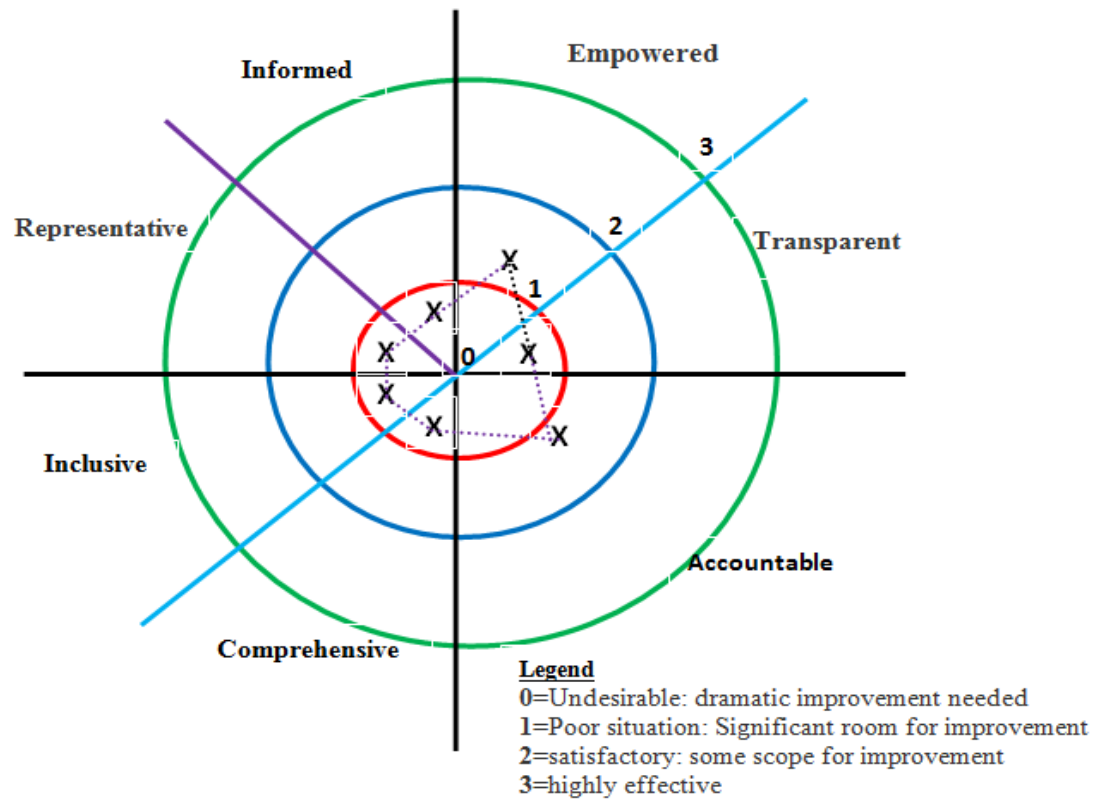 Empowered
Informed
3
2
Representative
Transparent
X
1
X
0
X
X
X
X
X
Inclusive
Accountable
Comprehensive
Legend
0=Undesirable: dramatic improvement needed
1=Poor situation: Significant room for improvement
2=satisfactory: some scope for improvement
3=highly effective